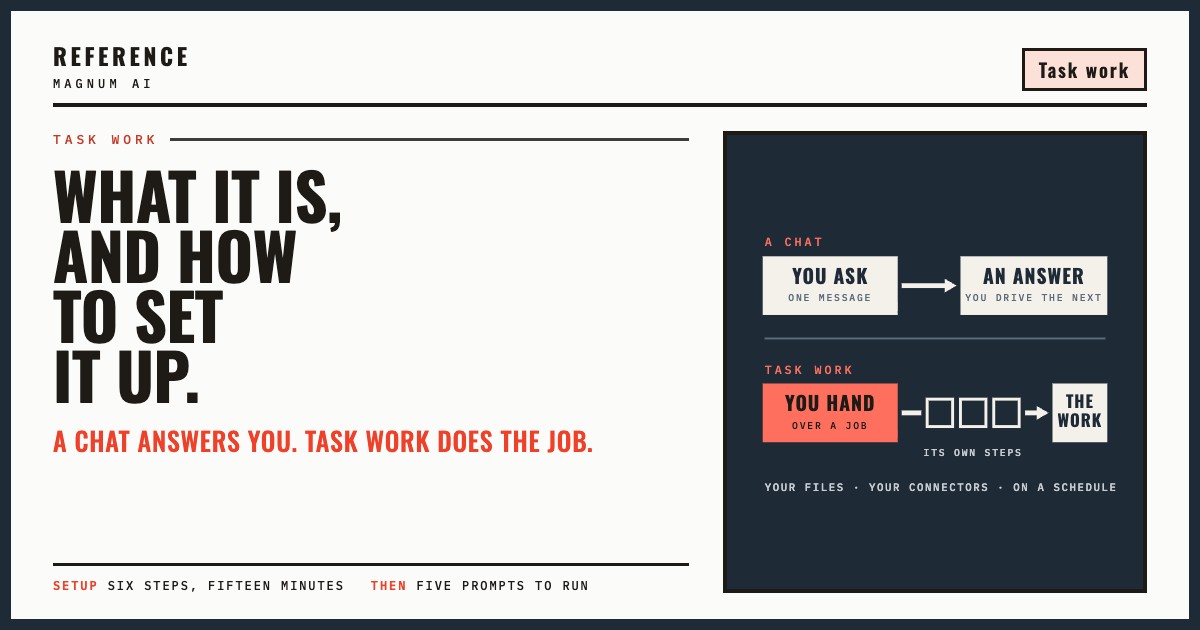 REFERENCE
MAGNUM AI
Task work
TASK WORK
WHAT IT IS,
AND HOW
TO SET
IT UP.
A CHAT ANSWERS YOU. TASK WORK DOES THE JOB.
SETUP SIX STEPS, FIFTEEN MINUTES THEN FIVE PROMPTS TO RUN
A CHAT
YOU ASK
ONE MESSAGE
AN ANSWER
YOU DRIVE THE NEXT
TASK WORK
YOU HAND
OVER A JOB
ITS OWN STEPS
THE
WORK
YOUR FILES · YOUR CONNECTORS · ON A SCHEDULE